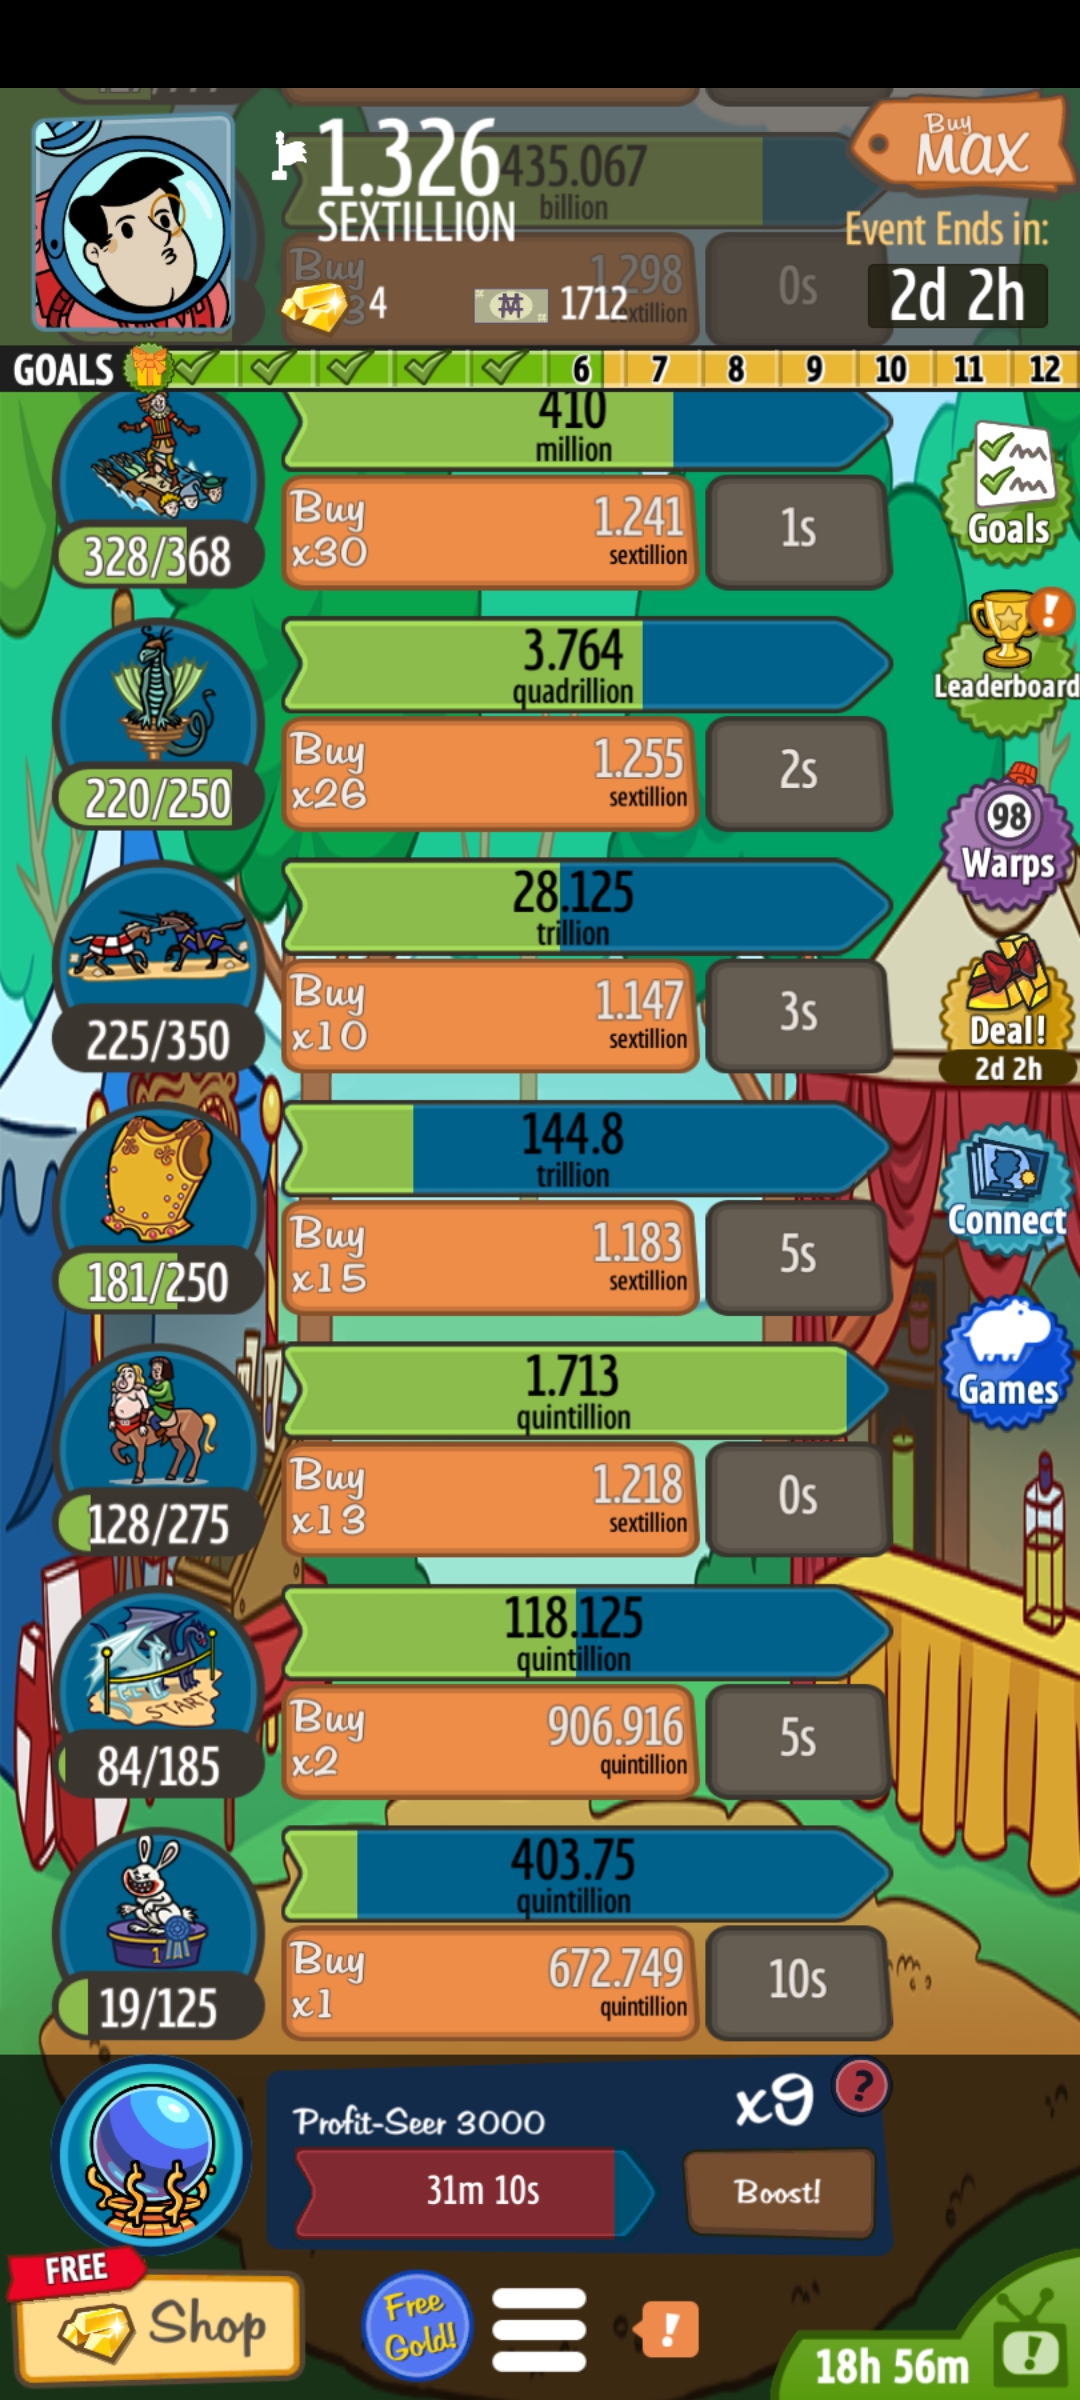 1.326
SEXTILLION
435.067
billion
Buy
MAX
Event Ends in:
2d 2h
Buy
1.298
0s
4
1712
GOALS
6 7 8 9 10 11 12
410
million
Buy
x30
1.241
sextillion
1s
328/368
Goals
3.764
quadrillion
Buy
x26
1.255
sextillion
2s
220/250
!
Leaderboard
98
Warps
28.125
trillion
Buy
x10
1.147
sextillion
3s
225/350
Deal!
2d 2h
144.8
trillion
Buy
x15
1.183
sextillion
5s
181/250
Connect
1.713
quintillion
Buy
x13
1.218
sextillion
0s
128/275
Games
118.125
quintillion
Buy
x2
906.916
quintillion
5s
START
84/185
403.75
quintillion
Buy
x1
672.749
quintillion
10s
1
19/125
Profit-Seer 3000
x9
?
31m 10s
Boost!
FREE
Shop
Free
Gold!
!
18h 56m
!